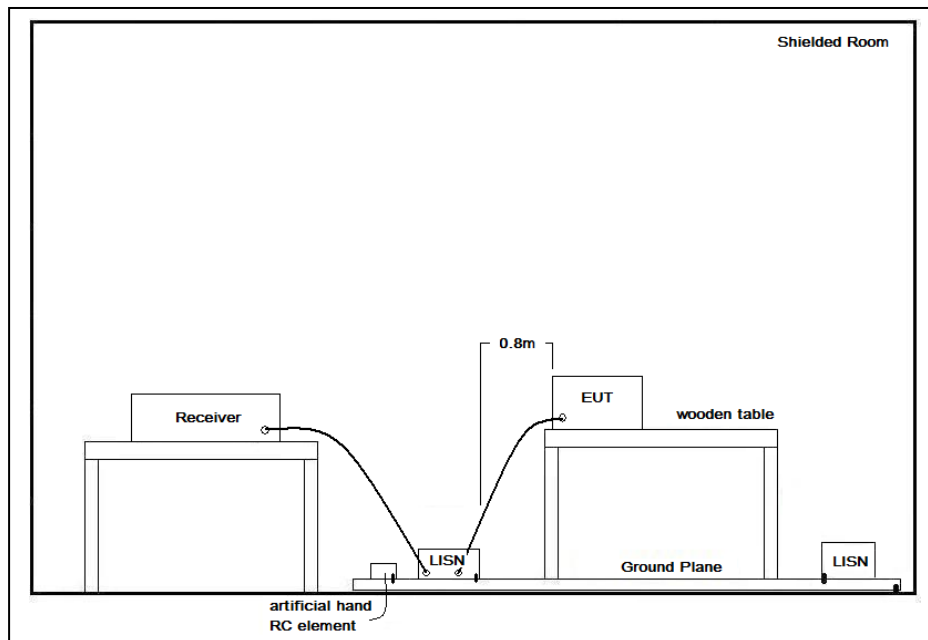 Shielded Room
0.8m
EUT
Receiver
wooden table
LISN
LISN
Ground Plane
artificial hand
RC element